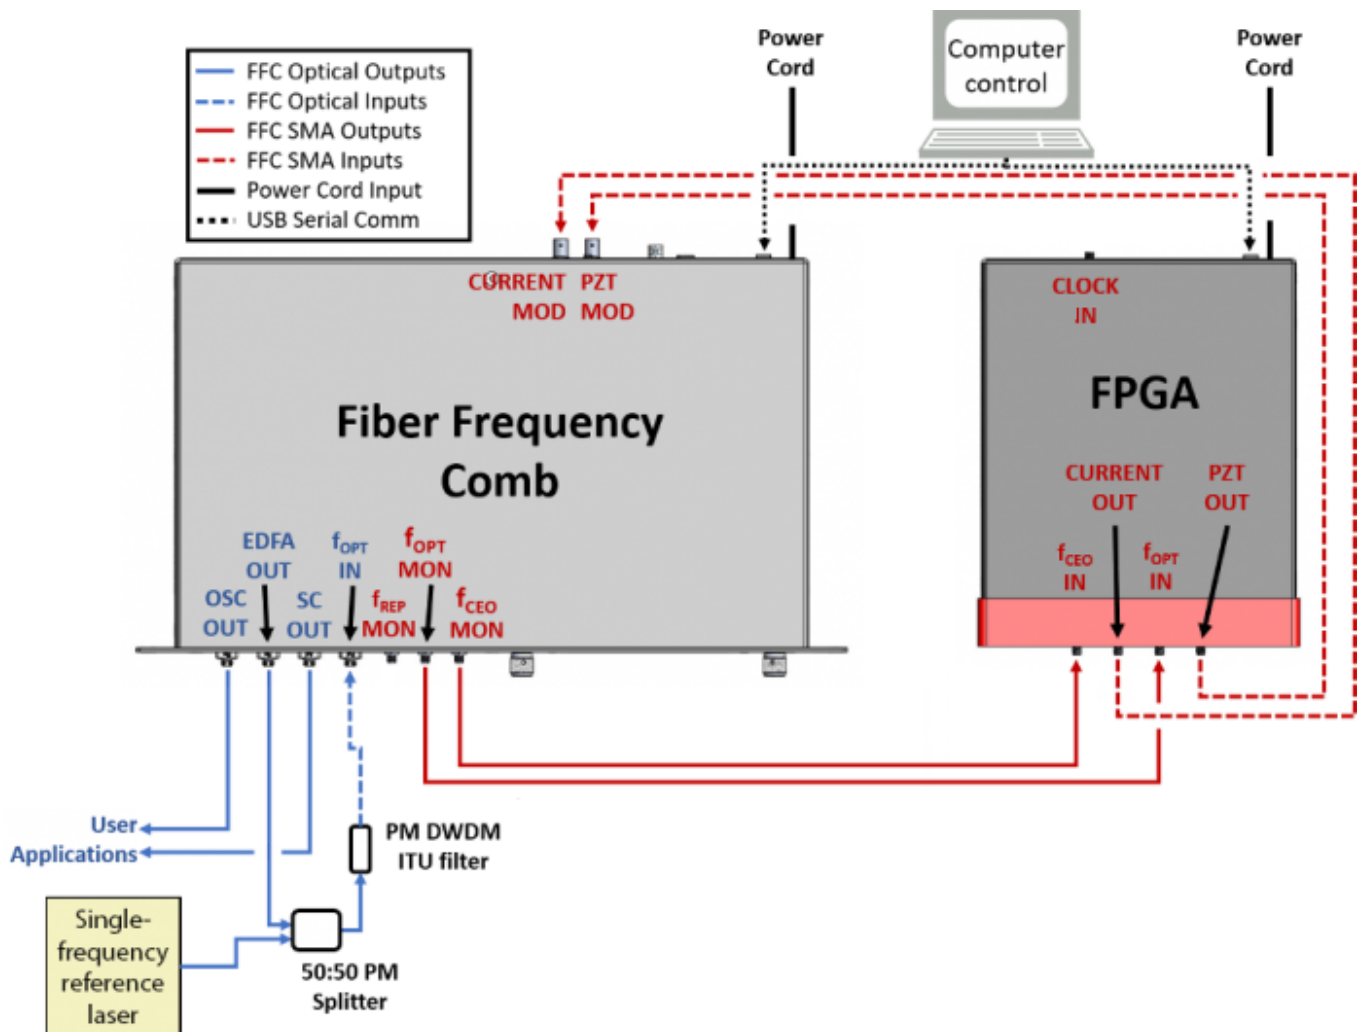 Power
Cord
Computer
control
Power
Cord
FFC Optical Outputs
FFC Optical Inputs
FFC SMA Outputs
FFC SMA Inputs
Power Cord Input
USB Serial Comm
CURRENT PZT
MOD MOD
CLOCK
IN
Fiber Frequency
Comb
FPGA
CURRENT
OUT
PZT
OUT
EDFA
OUT
fOPT
IN
fOPT
MON
OSC
OUT
SC
OUT
fREP
MON
fCEO
MON
fCEO
IN
fOPT
IN
User
Applications
PM DWDM
ITU filter
Single-
frequency
reference
laser
50:50 PM
Splitter